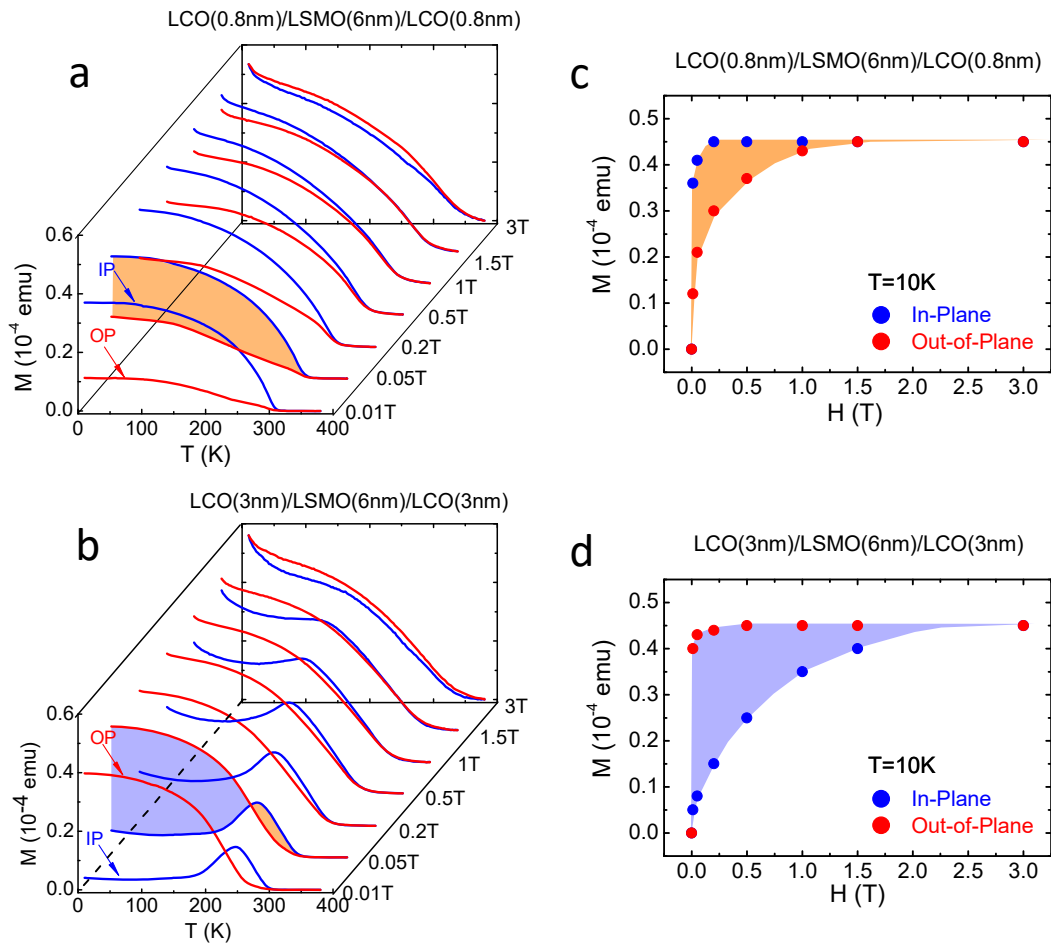 LCO(0.8nm)/LSMO(6nm)/LCO(0.8nm)
a
0.6
0.4
0.2
0.0
M (10⁻⁴ emu)
IP
OP
0
100
200
300
400
T (K)
0.01T
0.05T
0.2T
0.5T
1T
1.5T
3T
c
LCO(0.8nm)/LSMO(6nm)/LCO(0.8nm)
0.5
0.4
0.3
0.2
0.1
0.0
M (10⁻⁴ emu)
T=10K
In-Plane
Out-of-Plane
0.0
0.5
1.0
1.5
2.0
2.5
3.0
H (T)
LCO(3nm)/LSMO(6nm)/LCO(3nm)
b
0.6
0.4
0.2
0.0
M (10⁻⁴ emu)
OP
IP
0
100
200
300
400
T (K)
0.01T
0.05T
0.2T
0.5T
1T
1.5T
3T
d
LCO(3nm)/LSMO(6nm)/LCO(3nm)
0.5
0.4
0.3
0.2
0.1
0.0
M (10⁻⁴ emu)
T=10K
In-Plane
Out-of-Plane
0.0
0.5
1.0
1.5
2.0
2.5
3.0
H (T)